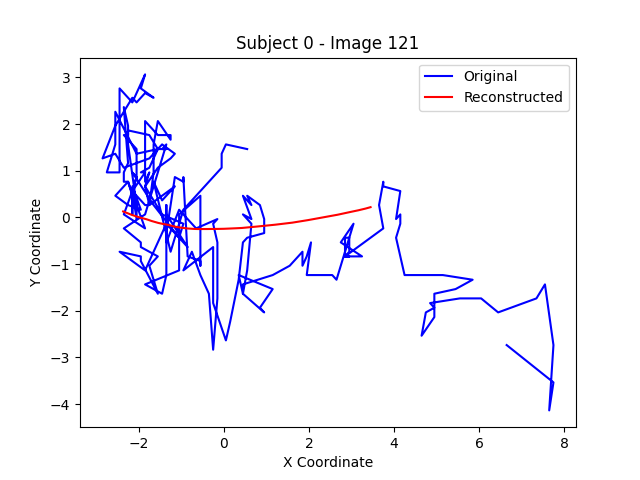 Subject 0 - Image 121
Original
Reconstructed
3
2
1
0
−1
−2
−3
−4
Y Coordinate
−2 0 2 4 6 8
X Coordinate